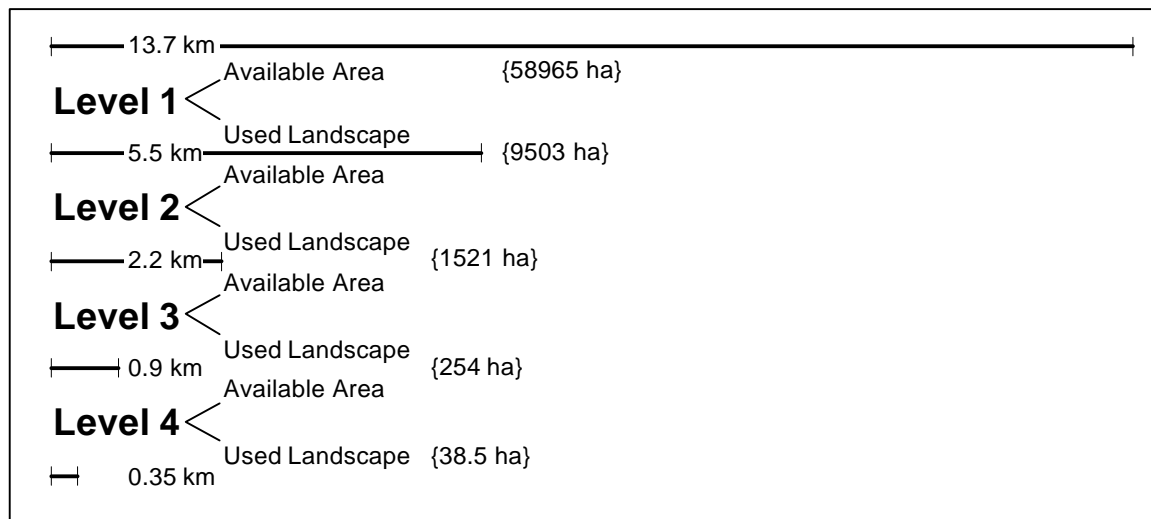 13.7 km
Available Area {58965 ha}
Level 1
Used Landscape
5.5 km {9503 ha}
Available Area
Level 2
Used Landscape
2.2 km {1521 ha}
Available Area
Level 3
Used Landscape
0.9 km {254 ha}
Available Area
Level 4
Used Landscape {38.5 ha}
0.35 km